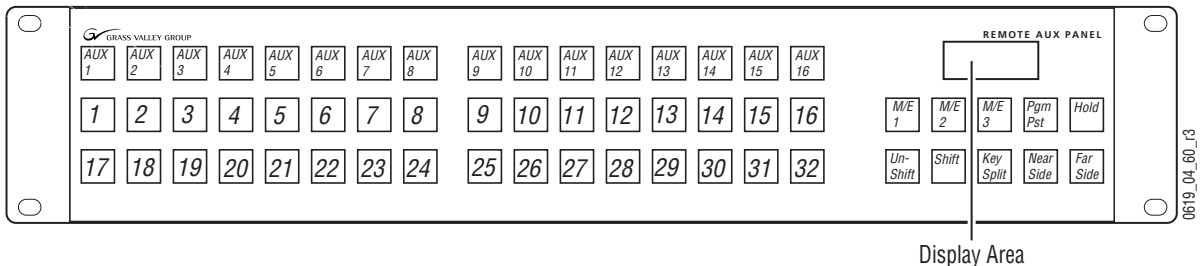 GRASS VALLEY GROUP
REMOTE AUX PANEL
AUX 1 AUX 2 AUX 3 AUX 4 AUX 5 AUX 6 AUX 7 AUX 8 AUX 9 AUX 10 AUX 11 AUX 12 AUX 13 AUX 14 AUX 15 AUX 16
1 2 3 4 5 6 7 8 9 10 11 12 13 14 15 16 M/E 1 M/E 2 M/E 3 Pgm Pst Hold
17 18 19 20 21 22 23 24 25 26 27 28 29 30 31 32 Un- Shift Shift Key Split Near Side Far Side
0619_04_60_r3
Display Area